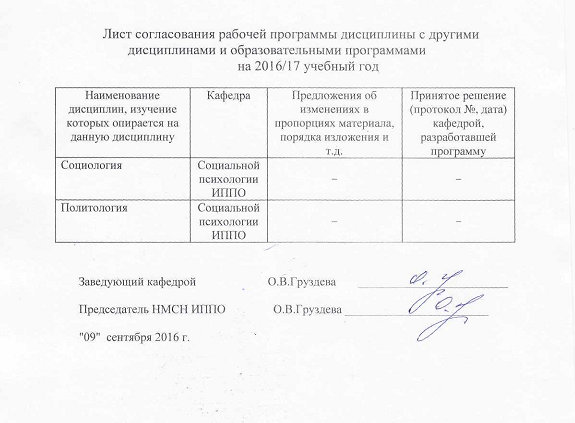 Лист согласования рабочей программы дисциплины с другими
дисциплинами и образовательными программами
на 2016/17 учебный год
Наименование
дисциплин, изучение
которых опирается на
данную дисциплину
Кафедра
Предложения об
изменениях в
пропорциях материала,
порядка изложения и
т.д.
Принятое решение
(протокол №, дата)
кафедрой,
разработавшей
программу
Социология
Социальной
психологии
ИППО
–
–
Политология
Социальной
психологии
ИППО
–
–
Заведующий кафедрой О.В.Груздева
Председатель НМСН ИППО О.В.Груздева
"09" сентября 2016 г.